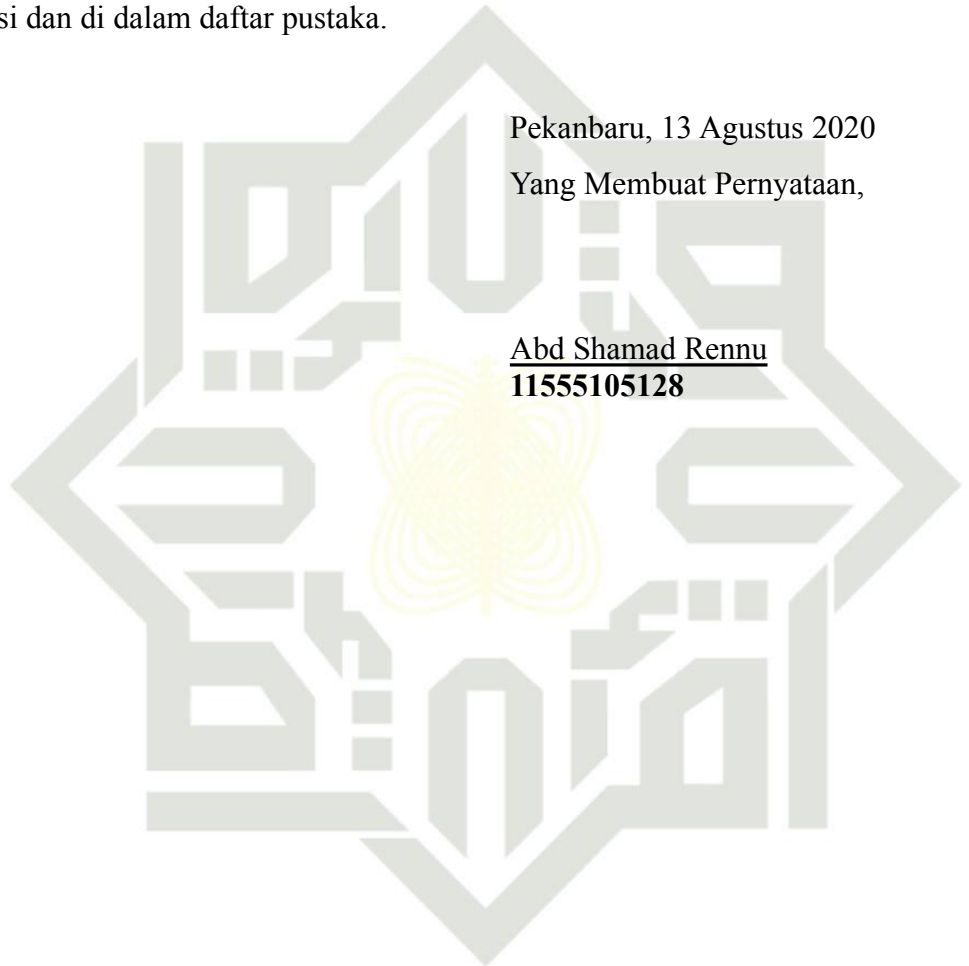 si dan di dalam daftar pustaka.
Pekanbaru, 13 Agustus 2020
Yang Membuat Pernyataan,
Abd Shamad Rennu
11555105128